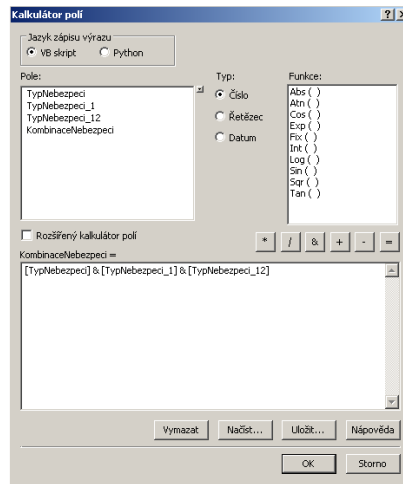 Kalkulátor polí
Jazyk zápisu výrazu
VB skript Python
Pole: Typ: Funkce:
TypNebezpeci
TypNebezpeci_1
TypNebezpeci_12
KombinaceNebezpeci
Číslo
Řetězec
Datum
Abs ( )
Atn ( )
Cos ( )
Exp ( )
Fix ( )
Int ( )
Log ( )
Sin ( )
Sqr ( )
Tan ( )
Rozšířený kalkulátor polí
* / & + - =
KombinaceNebezpeci =
[TypNebezpeci] & [TypNebezpeci_1] & [TypNebezpeci_12]
Vymazat Načíst... Uložit... Nápověda
OK Storno